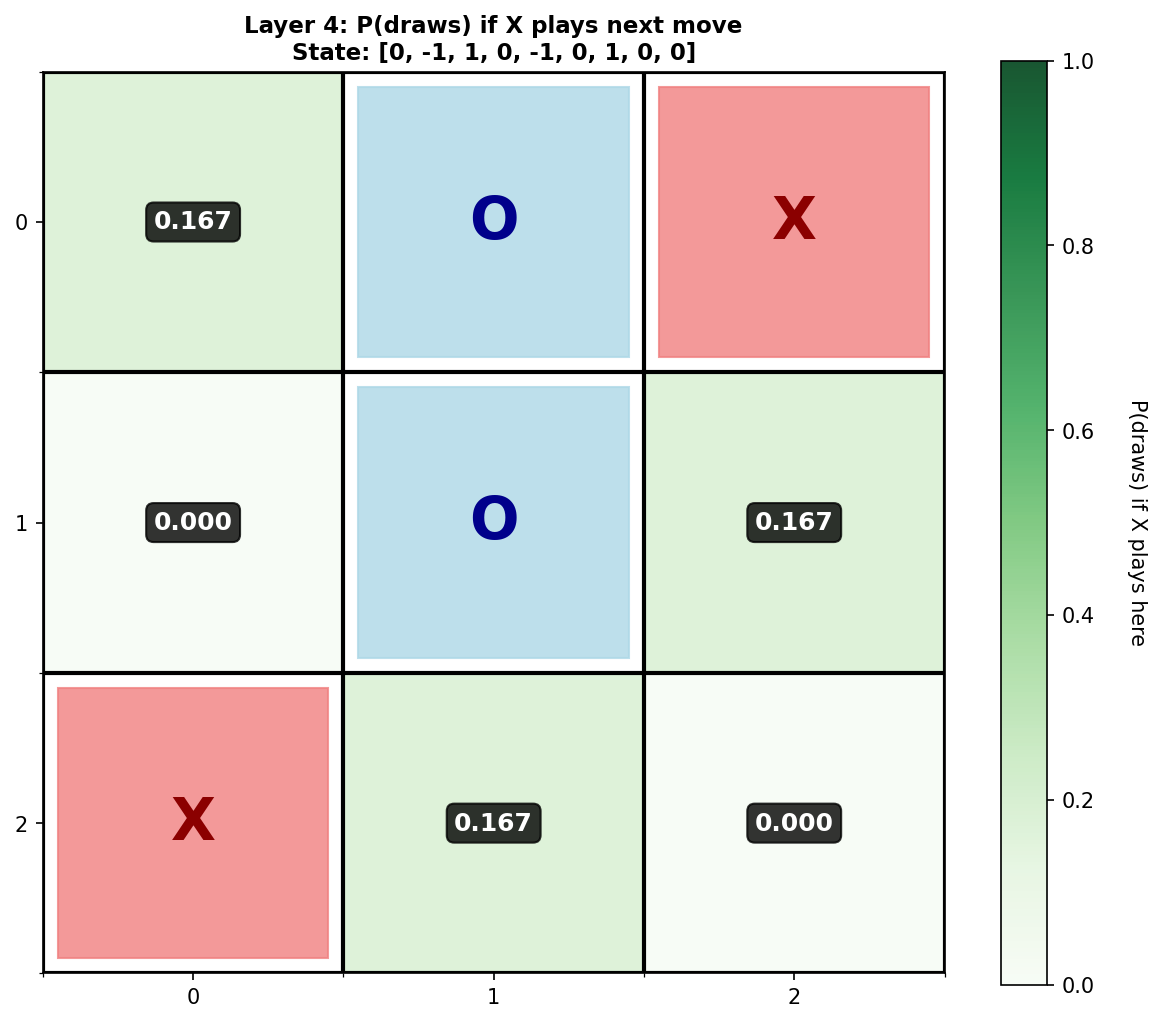 Layer 4: P(draws) if X plays next move
State: [0, -1, 1, 0, -1, 0, 1, 0, 0]
0.167
O
X
0.000
O
0.167
X
0.167
0.000
0
1
2
0
1
2
1.0
0.8
0.6
0.4
0.2
0.0
P(draws) if X plays here